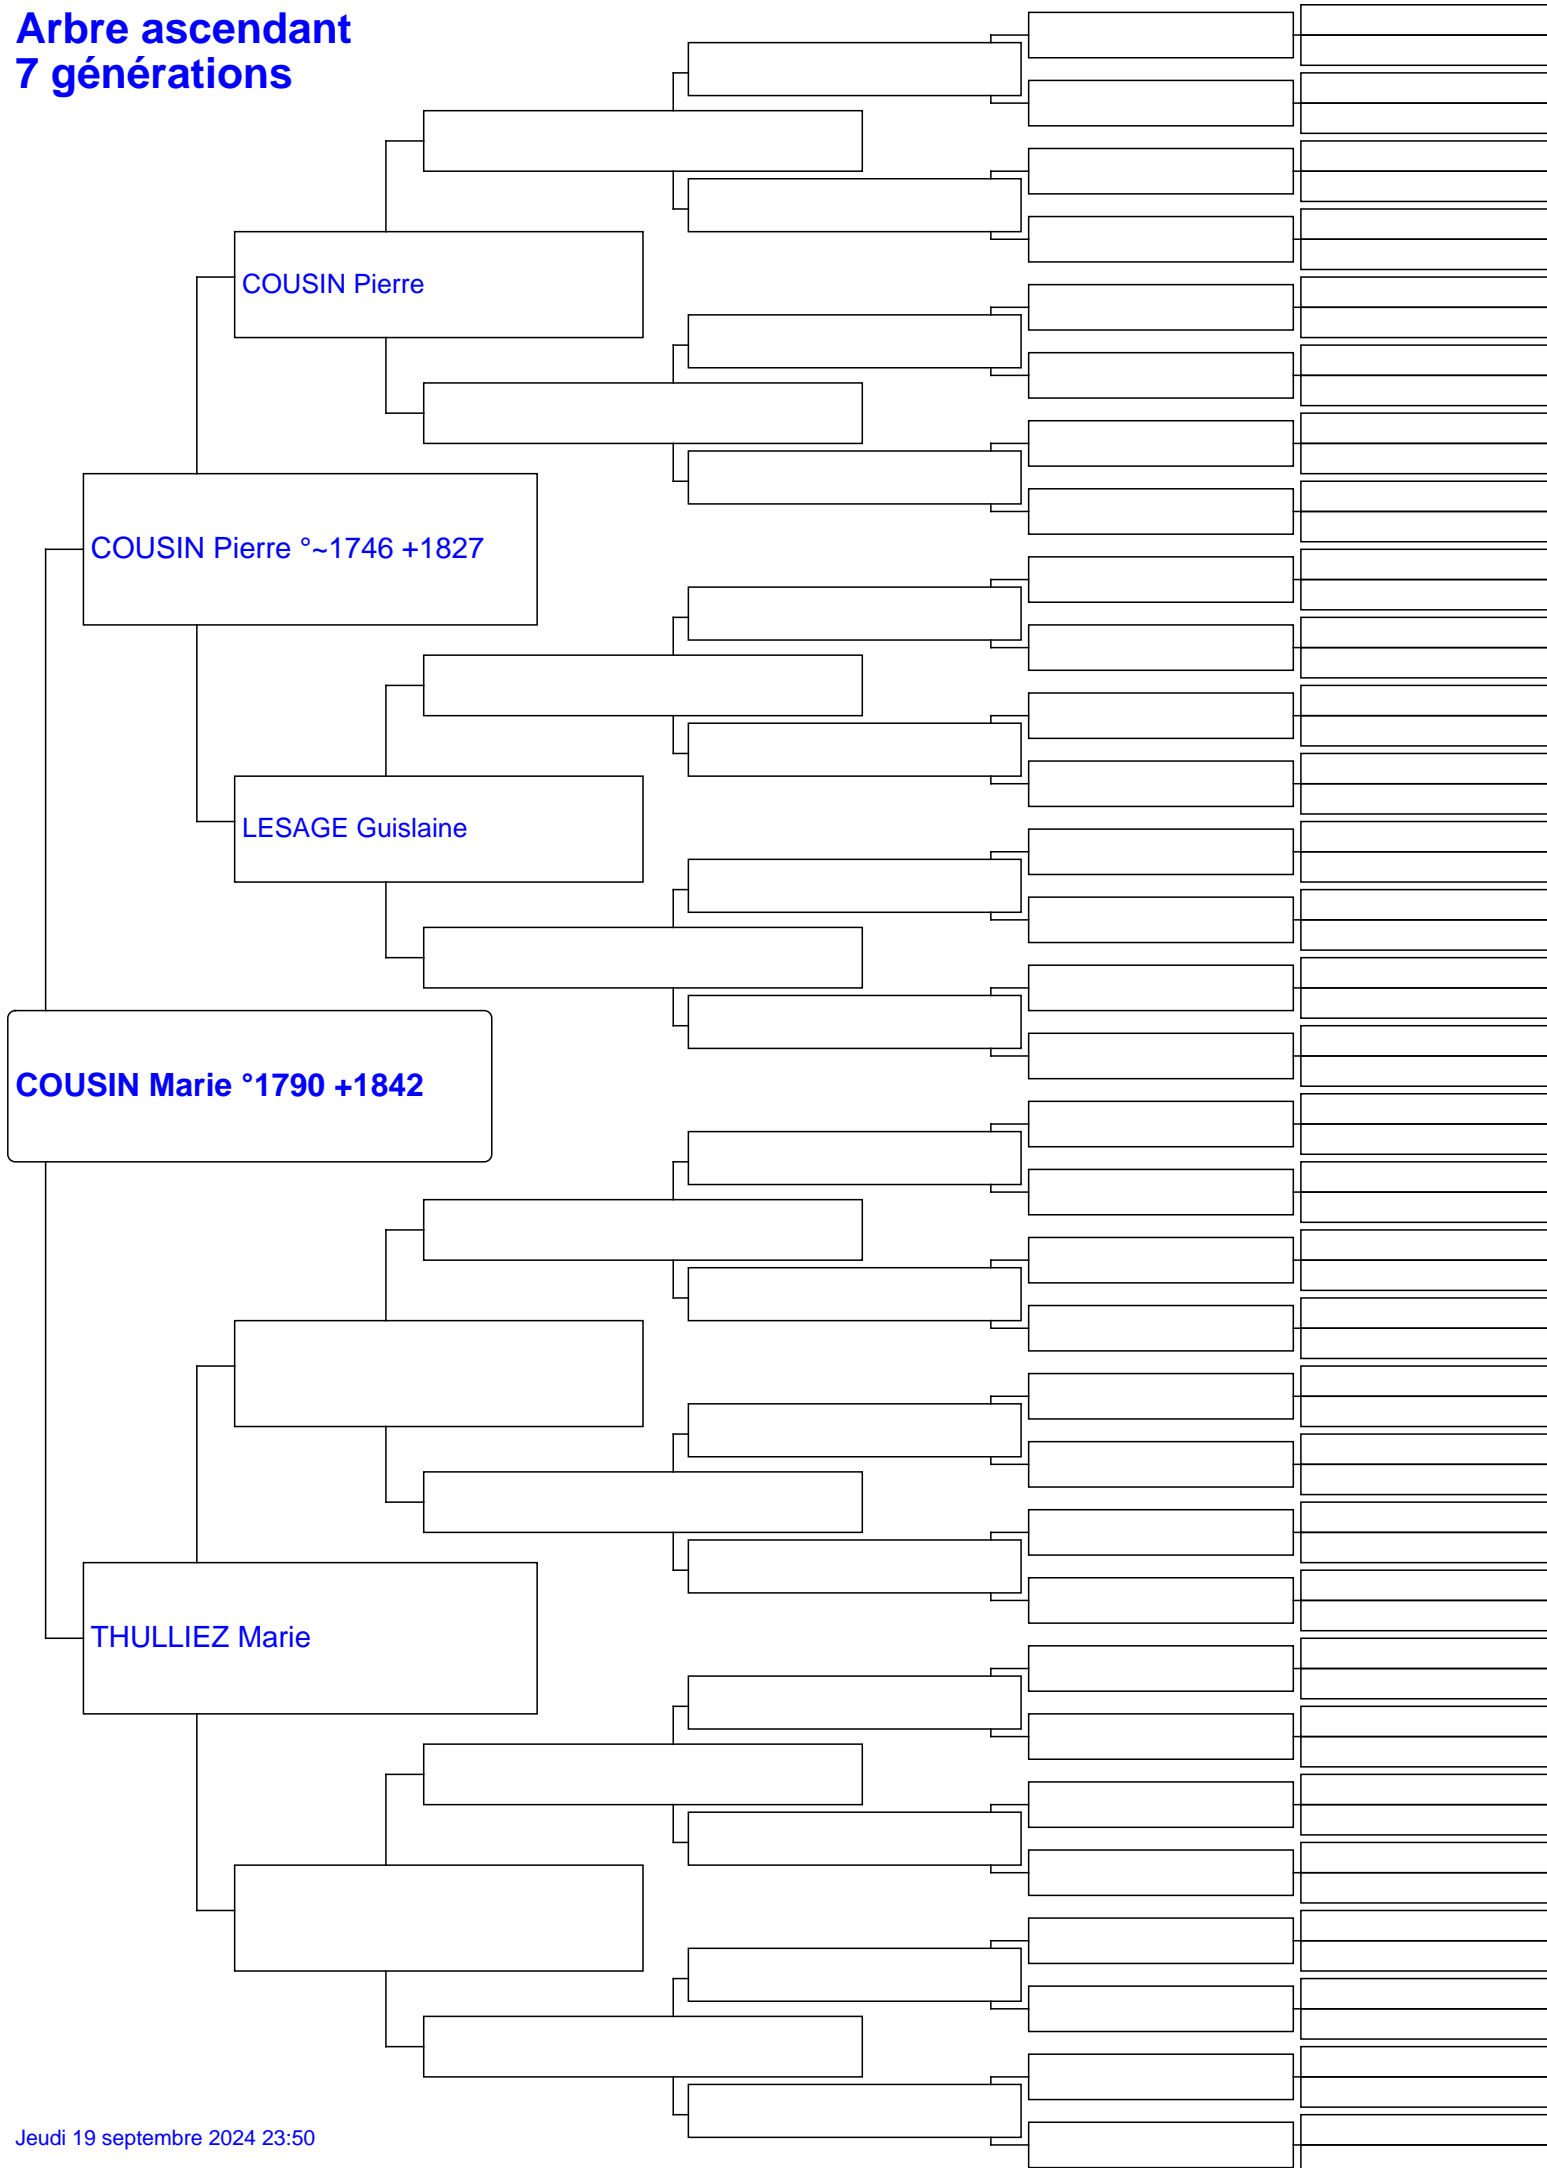 Arbre ascendant
7 générations
COUSIN Pierre
COUSIN Pierre °~1746 +1827
LESAGE Guislaine
COUSIN Marie °1790 +1842
THULLIEZ Marie
Jeudi 19 septembre 2024 23:50